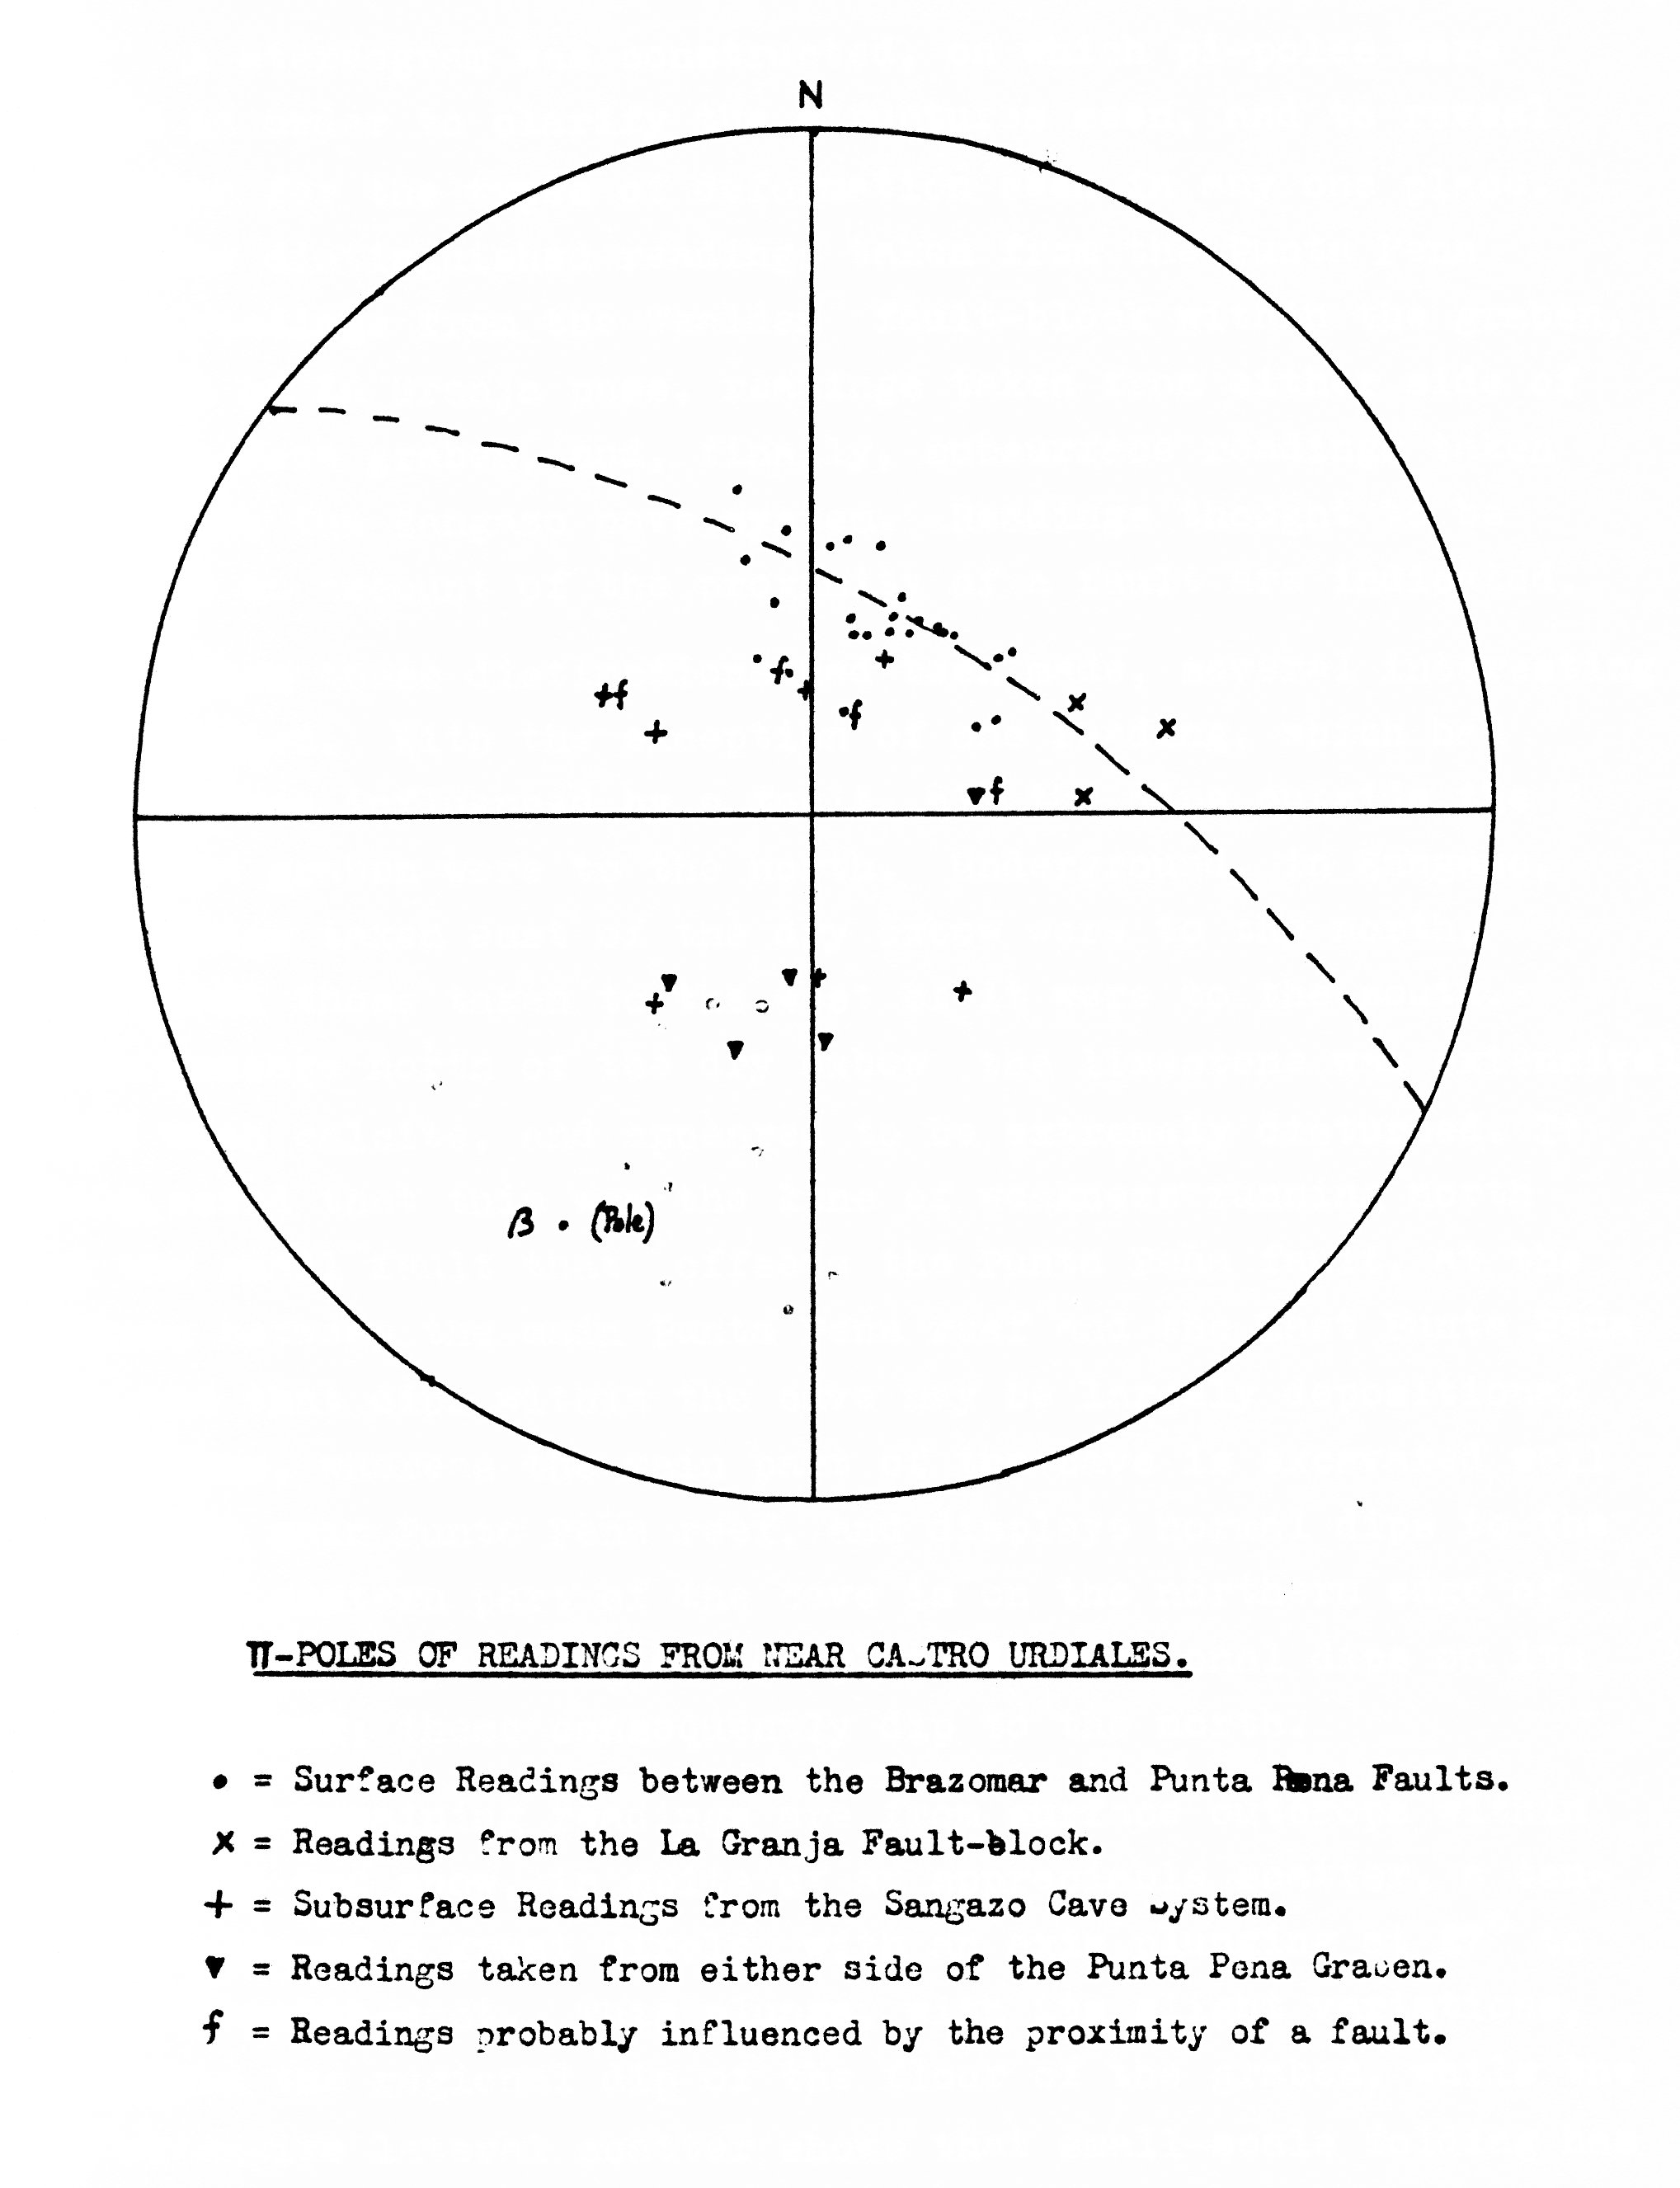 N
f
+f
f
f
β • (Pole)
π-POLES OF READINGS FROM NEAR CASTRO URDIALES.
• = Surface Readings between the Brazomar and Punta Pena Faults.
x = Readings from the La Granja Fault-block.
+ = Subsurface Readings from the Sangazo Cave System.
▼ = Readings taken from either side of the Punta Pena Graben.
f = Readings probably influenced by the proximity of a fault.